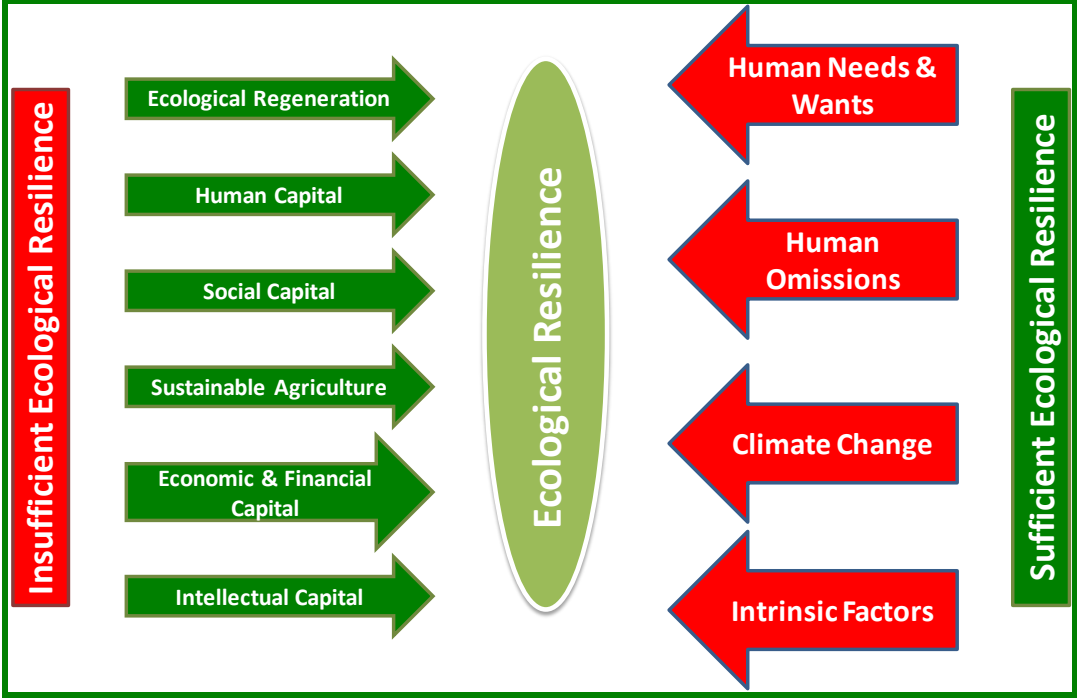 Insufficient Ecological Resilience
Ecological Regeneration
Human Capital
Social Capital
Sustainable Agriculture
Economic & Financial
Capital
Intellectual Capital
Ecological Resilience
Human Needs &
Wants
Human
Omissions
Climate Change
Intrinsic Factors
Sufficient Ecological Resilience